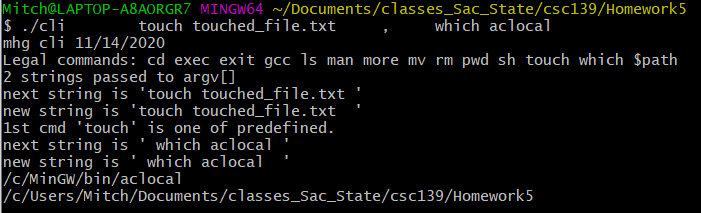 Mitch@LAPTOP-A8AORGR7 MINGW64 ~/Documents/classes_Sac_State/csc139/Homework5
$ ./cli       touch touched_file.txt      ,      which aclocal
mhg cli 11/14/2020
Legal commands: cd exec exit gcc ls man more mv rm pwd sh touch which $path
2 strings passed to argv[]
next string is 'touch touched_file.txt '
new string is 'touch touched_file.txt  '
1st cmd 'touch' is one of predefined.
next string is ' which aclocal '
new string is ' which aclocal  '
/c/MinGW/bin/aclocal
/c/Users/Mitch/Documents/classes_Sac_State/csc139/Homework5